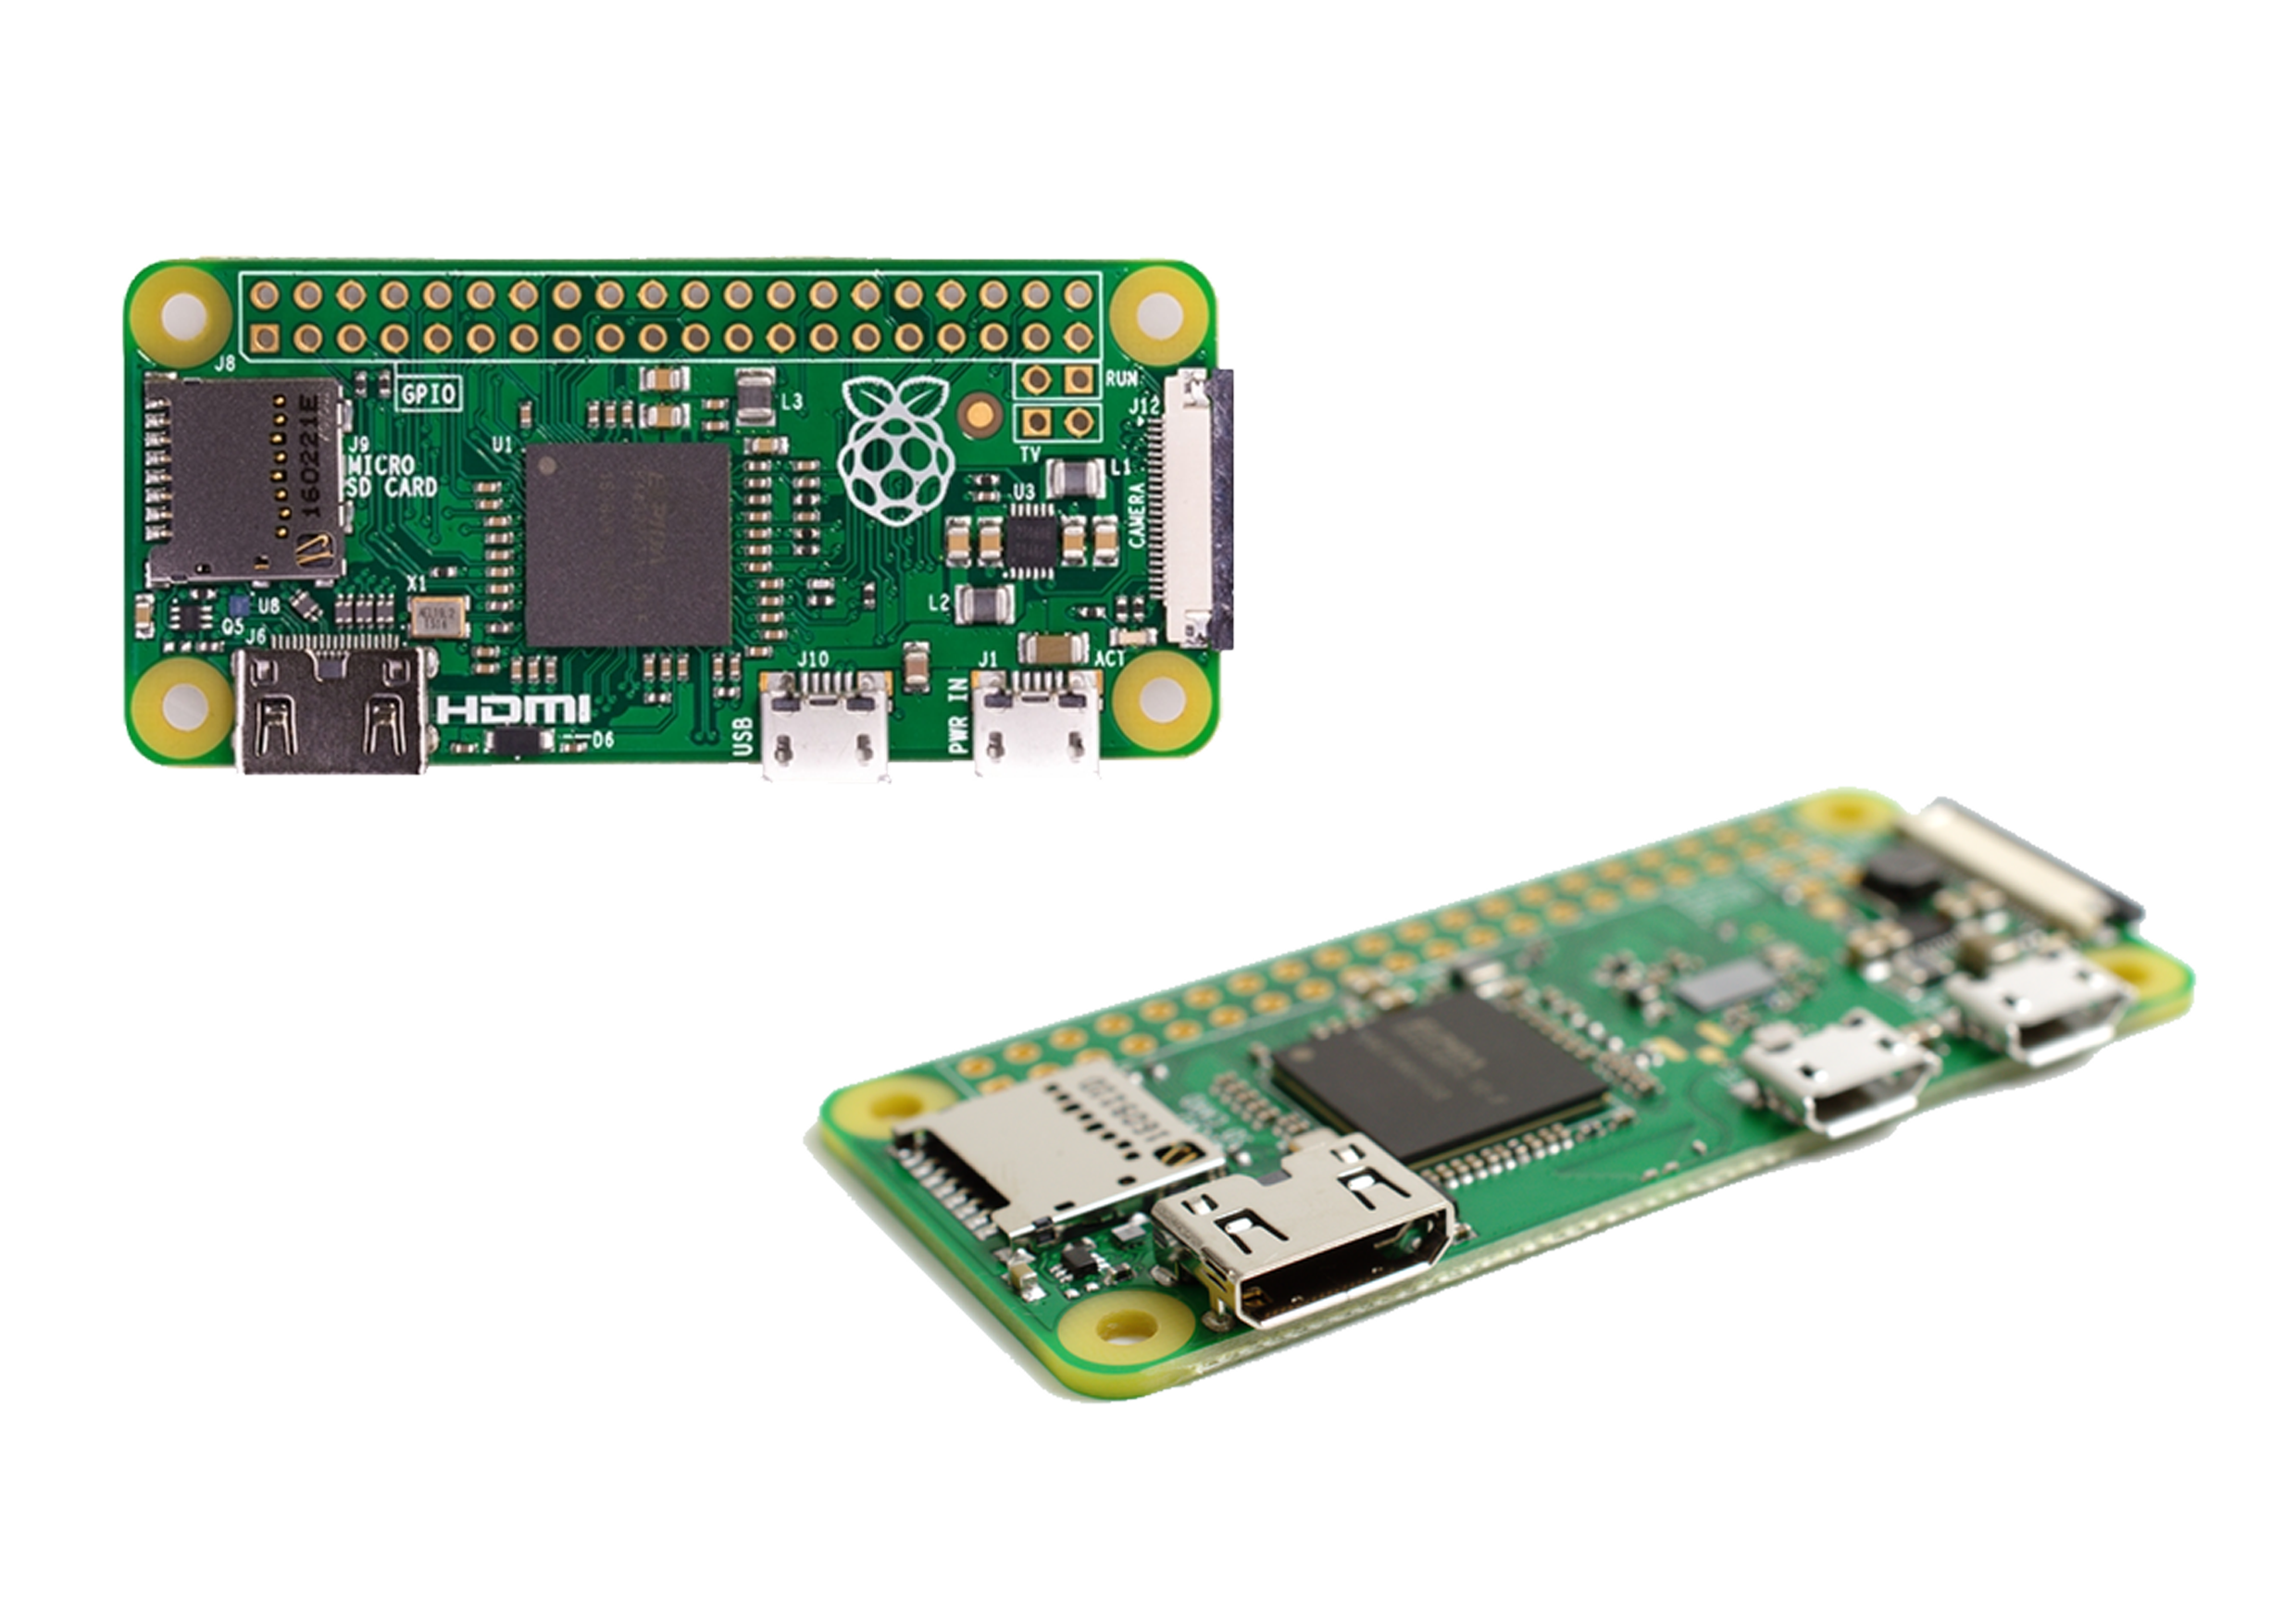 J8
GPIO
RUN
J12
TV
L3
U1
J9
MICRO
SD CARD
1602221E
L1
U3
CAMERA
L2
X1
U8
Q5
J6
J10
J1
ACT
HDMI
D6
USB
PWR IN